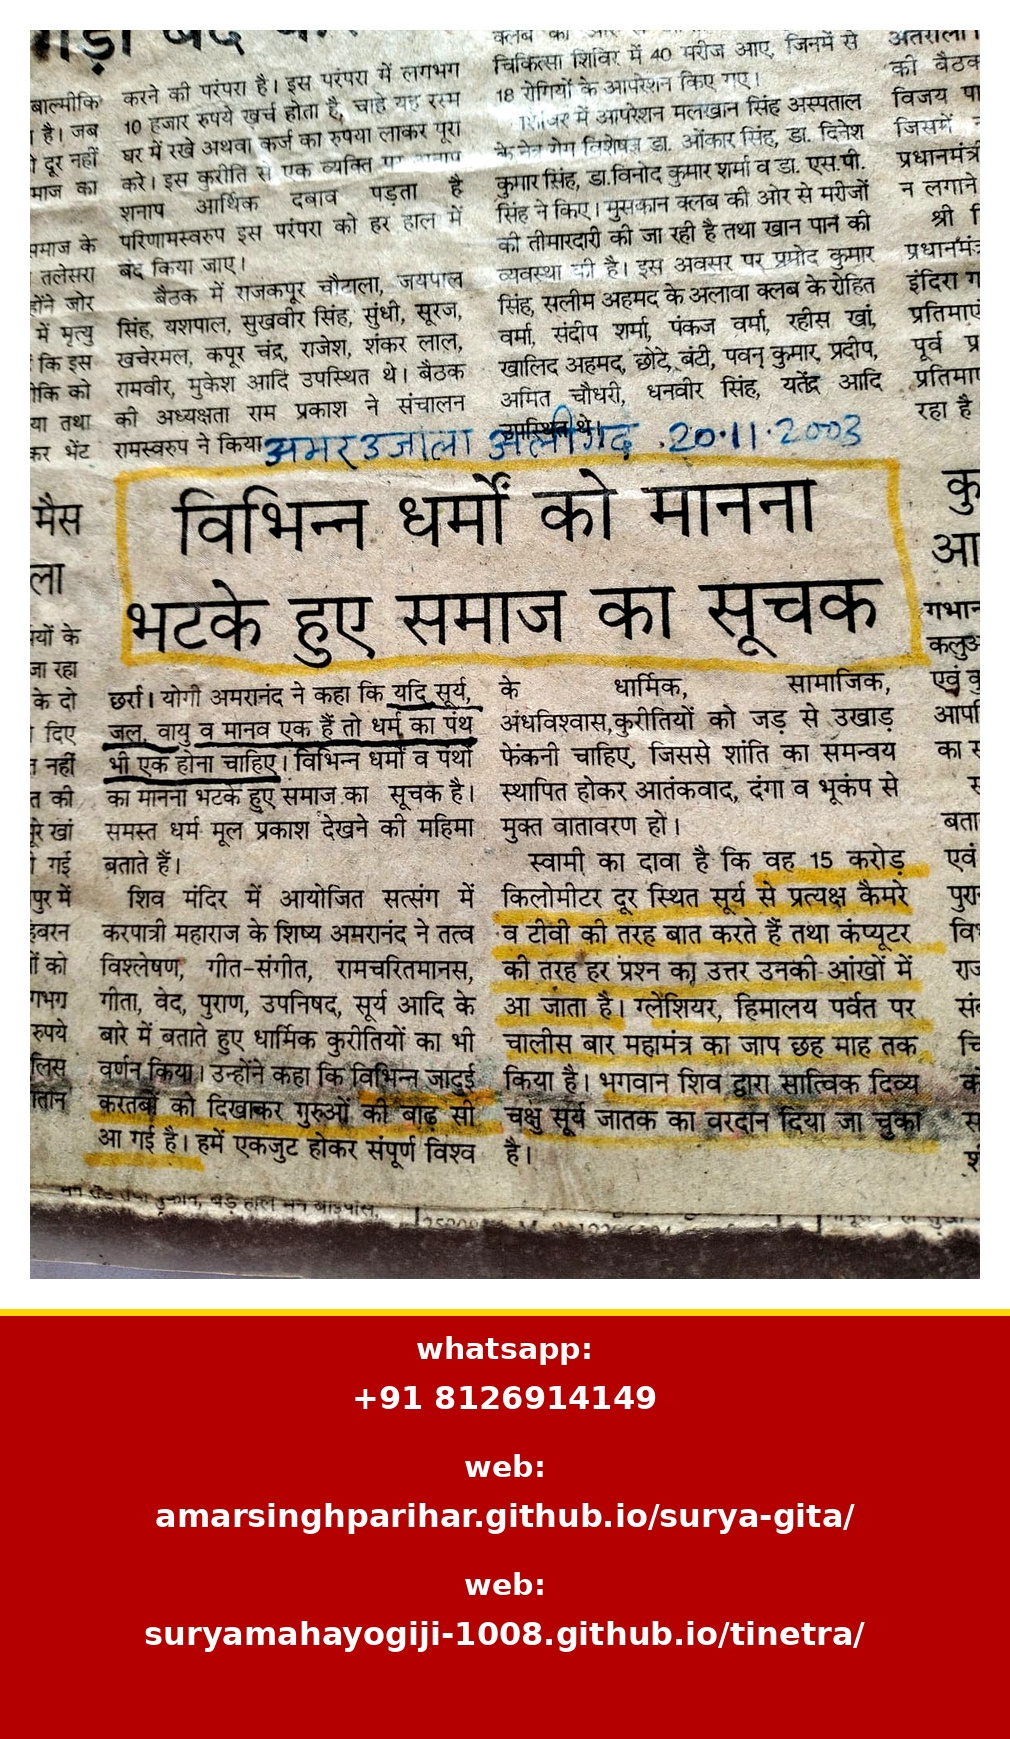 करने की परंपरा है। इस परंपरा में लगभग
10 हजार रुपये खर्च होता है, चाहे यह रस्म
घर में रखे अथवा कर्ज का रुपया लाकर पूरा
करे। इस कुरीति से एक व्यक्ति पर अनाप
शनाप आर्थिक दबाव पड़ता है
परिणामस्वरुप इस परंपरा को हर हाल में
बंद किया जाए।
बैठक में राजकपूर चौटाला, जयपाल
सिंह, यशपाल, सुखवीर सिंह, सुंधी, सूरज,
खचेरमल, कपूर चंद्र, राजेश, शंकर लाल,
रामवीर, मुकेश आदि उपस्थित थे। बैठक
की अध्यक्षता राम प्रकाश ने संचालन
रामस्वरुप ने किया
चिकित्सा शिविर में 40 मरीज आए, जिनमें से
18 रोगियों के आपरेशन किए गए।
शिविर में आपरेशन मलखान सिंह अस्पताल
के नेत्र रोग विशेषज्ञ डा. ओंकार सिंह, डा. दिनेश
कुमार सिंह, डा.विनोद कुमार शर्मा व डा. एस.पी.
सिंह ने किए। मुसकान क्लब की ओर से मरीजों
की तीमारदारी की जा रही है तथा खान पान की
व्यवस्था की है। इस अवसर पर प्रमोद कुमार
सिंह, सलीम अहमद के अलावा क्लब के रोहित
वर्मा, संदीप शर्मा, पंकज वर्मा, रहीस खां,
खालिद अहमद, छोटे, बंटी, पवन कुमार, प्रदीप,
अमित चौधरी, धनवीर सिंह, यतेंद्र आदि
उपस्थित थे।
अमर उजाला अलीगढ़ 20.11.2003
विभिन्न धर्मों को मानना
भटके हुए समाज का सूचक
छर्रा। योगी अमरानंद ने कहा कि यदि सूर्य,
जल, वायु व मानव एक हैं तो धर्म का पंथ
भी एक होना चाहिए। विभिन्न धर्मों व पंथों
का मानना भटके हुए समाज का सूचक है।
समस्त धर्म मूल प्रकाश देखने की महिमा
बताते हैं।
शिव मंदिर में आयोजित सत्संग में
करपात्री महाराज के शिष्य अमरानंद ने तत्व
विश्लेषण, गीत-संगीत, रामचरितमानस,
गीता, वेद, पुराण, उपनिषद, सूर्य आदि के
बारे में बताते हुए धार्मिक कुरीतियों का भी
वर्णन किया। उन्होंने कहा कि विभिन्न जादुई
करतबों को दिखाकर गुरुओं की बाढ़ सी
आ गई है। हमें एकजुट होकर संपूर्ण विश्व
के धार्मिक, सामाजिक,
अंधविश्वास,कुरीतियों को जड़ से उखाड़
फेंकनी चाहिए, जिससे शांति का समन्वय
स्थापित होकर आतंकवाद, दंगा व भूकंप से
मुक्त वातावरण हो।
स्वामी का दावा है कि वह 15 करोड़
किलोमीटर दूर स्थित सूर्य से प्रत्यक्ष कैमरे
व टीवी की तरह बात करते हैं तथा कंप्यूटर
की तरह हर प्रश्न का उत्तर उनकी आंखों में
आ जाता है। ग्लेशियर, हिमालय पर्वत पर
चालीस बार महामंत्र का जाप छह माह तक
किया है। भगवान शिव द्वारा सात्विक दिव्य
चक्षु सूर्य जातक का वरदान दिया जा चुका
है।
whatsapp:
+91 8126914149
web:
amarsinghparihar.github.io/surya-gita/
web:
suryamahayogiji-1008.github.io/tinetra/